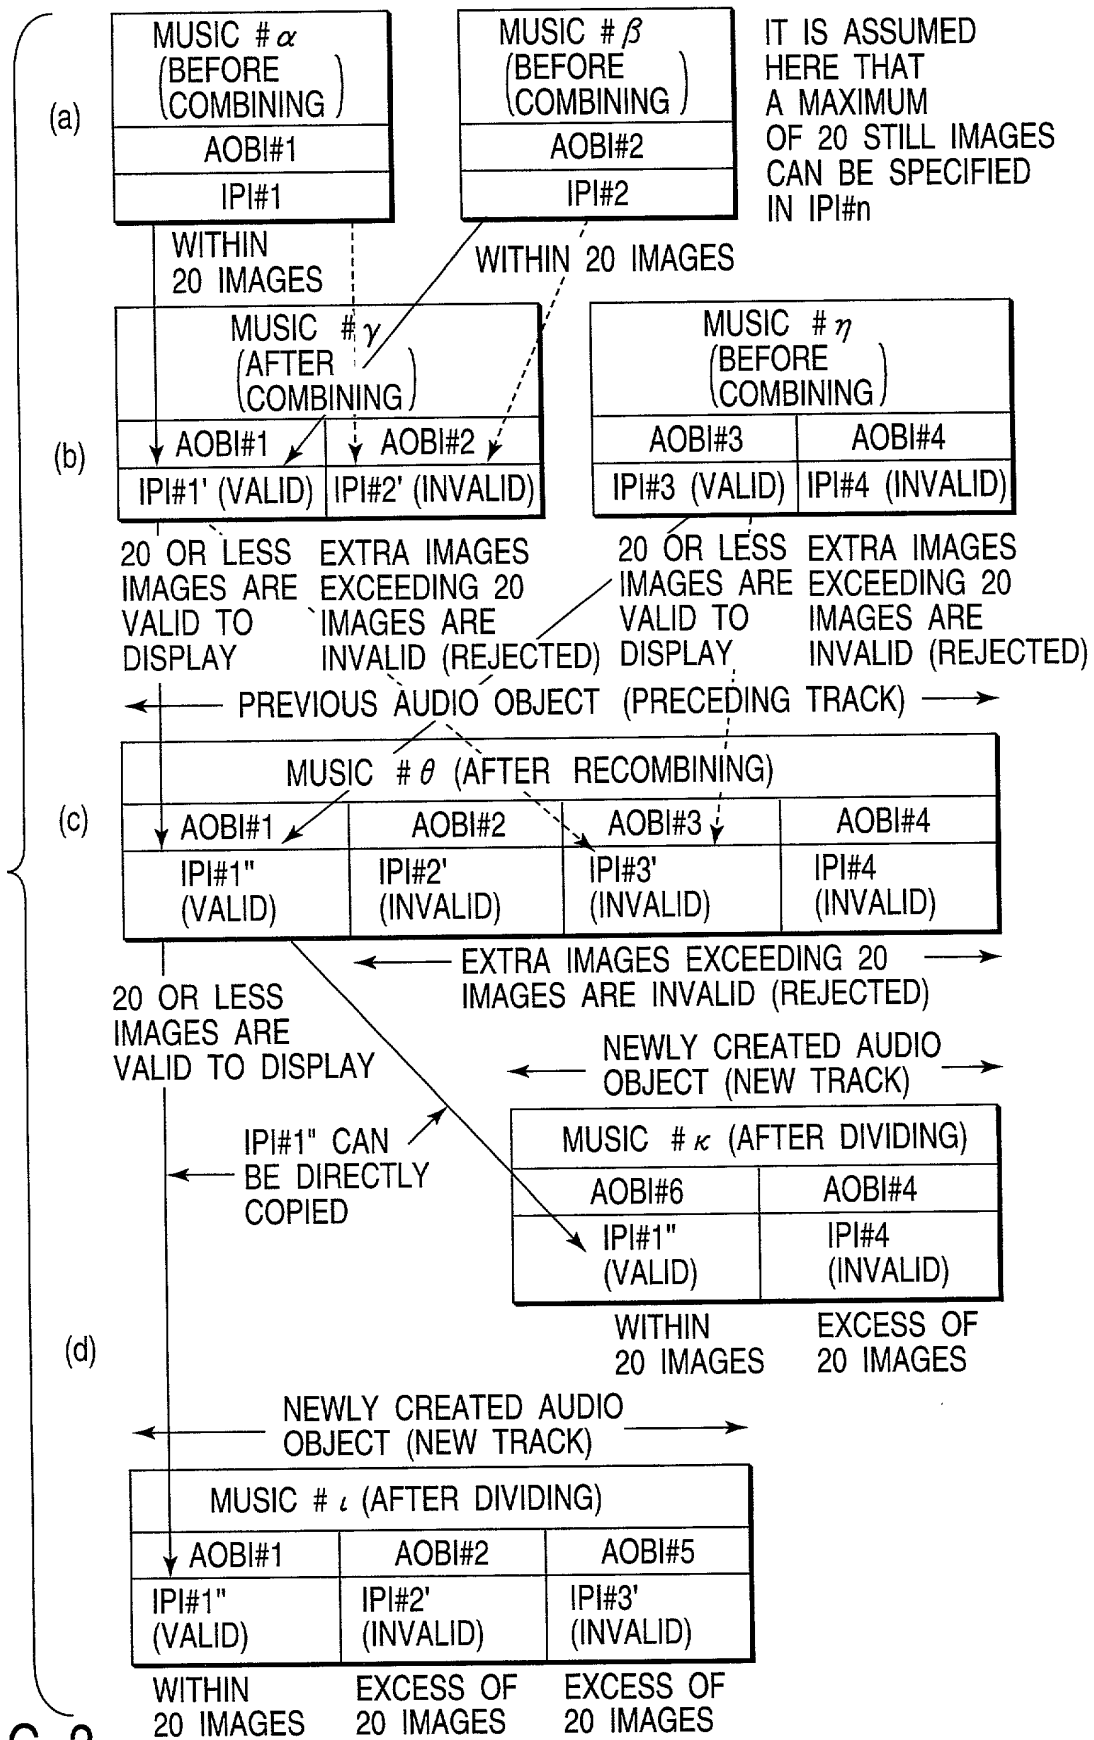 MUSIC # α
(BEFORE
COMBINING)
AOBI#1
IPI#1
MUSIC # β
(BEFORE
COMBINING)
AOBI#2
IPI#2
IT IS ASSUMED
HERE THAT
A MAXIMUM
OF 20 STILL IMAGES
CAN BE SPECIFIED
IN IPI#n
(a)
WITHIN
20 IMAGES
WITHIN 20 IMAGES
MUSIC # γ
(AFTER
COMBINING)
AOBI#1
AOBI#2
IPI#1' (VALID)
IPI#2' (INVALID)
MUSIC # η
(BEFORE
COMBINING)
AOBI#3
AOBI#4
IPI#3 (VALID)
IPI#4 (INVALID)
(b)
20 OR LESS
IMAGES ARE
VALID TO
DISPLAY
EXTRA IMAGES
EXCEEDING 20
IMAGES ARE
INVALID (REJECTED)
20 OR LESS
IMAGES ARE
VALID TO
DISPLAY
EXTRA IMAGES
EXCEEDING 20
IMAGES ARE
INVALID (REJECTED)
PREVIOUS AUDIO OBJECT (PRECEDING TRACK)
MUSIC # θ (AFTER RECOMBINING)
(c)
AOBI#1
AOBI#2
AOBI#3
AOBI#4
IPI#1"
(VALID)
IPI#2'
(INVALID)
IPI#3'
(INVALID)
IPI#4
(INVALID)
EXTRA IMAGES EXCEEDING 20
IMAGES ARE INVALID (REJECTED)
20 OR LESS
IMAGES ARE
VALID TO DISPLAY
NEWLY CREATED AUDIO
OBJECT (NEW TRACK)
IPI#1" CAN
BE DIRECTLY
COPIED
MUSIC # κ (AFTER DIVIDING)
AOBI#6
AOBI#4
IPI#1"
(VALID)
IPI#4
(INVALID)
WITHIN
20 IMAGES
EXCESS OF
20 IMAGES
(d)
NEWLY CREATED AUDIO
OBJECT (NEW TRACK)
MUSIC # ι (AFTER DIVIDING)
AOBI#1
AOBI#2
AOBI#5
IPI#1"
(VALID)
IPI#2'
(INVALID)
IPI#3'
(INVALID)
WITHIN
20 IMAGES
EXCESS OF
20 IMAGES
EXCESS OF
20 IMAGES